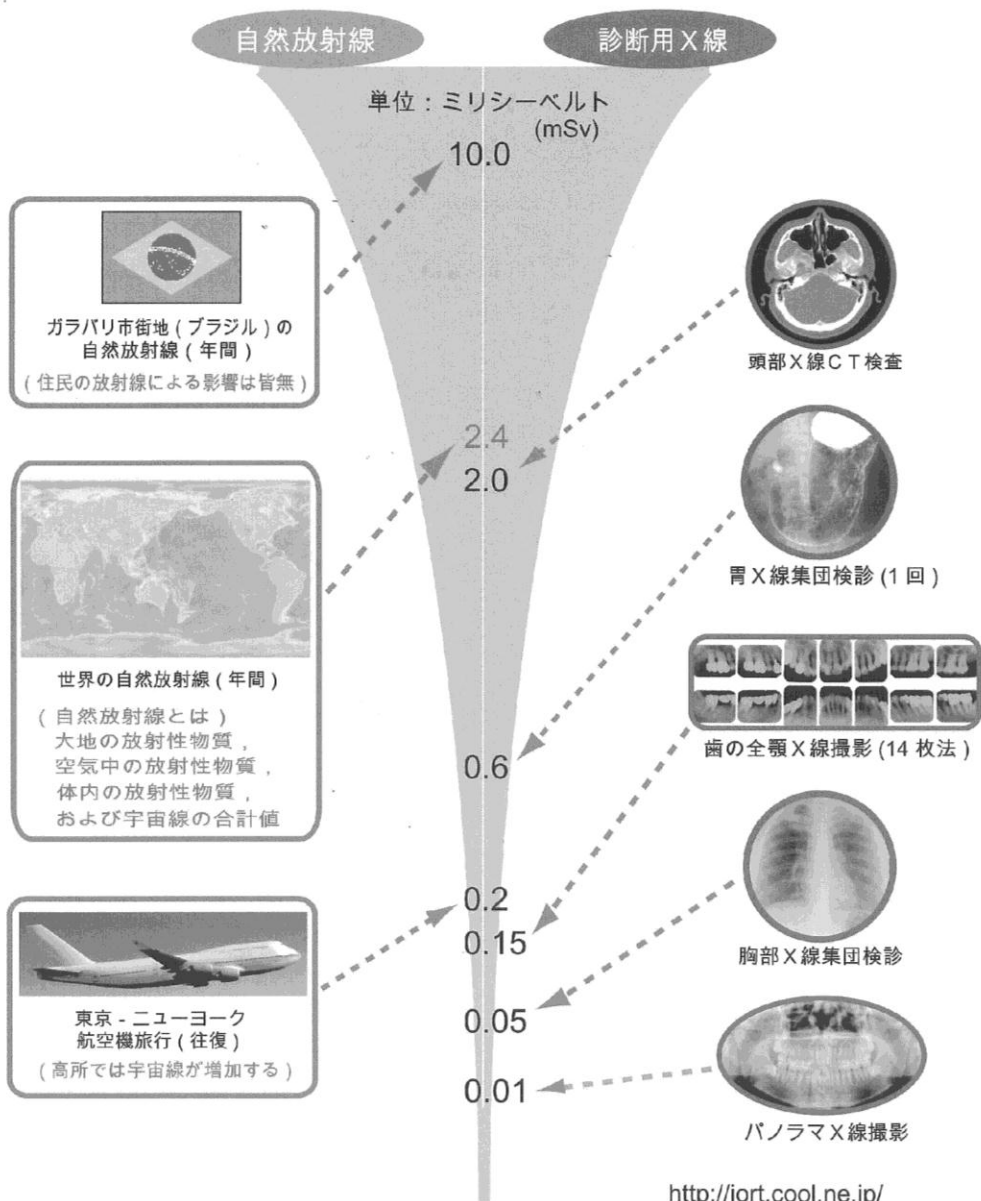 自然放射線
診断用X線
単位：ミリシーベルト
(mSv)
10.0
ガラバリ市街地（ブラジル）の
自然放射線（年間）
（住民の放射線による影響は皆無）
頭部X線CT検査
2.4
2.0
胃X線集団検診(1回)
世界の自然放射線（年間）
（自然放射線とは）
大地の放射性物質，
空気中の放射性物質，
体内の放射性物質，
および宇宙線の合計値
歯の全顎X線撮影(14枚法)
0.6
0.2
0.15
胸部X線集団検診
東京-ニューヨーク
航空機旅行（往復）
（高所では宇宙線が増加する）
0.05
0.01
パノラマX線撮影
http://iort.cool.ne.jp/